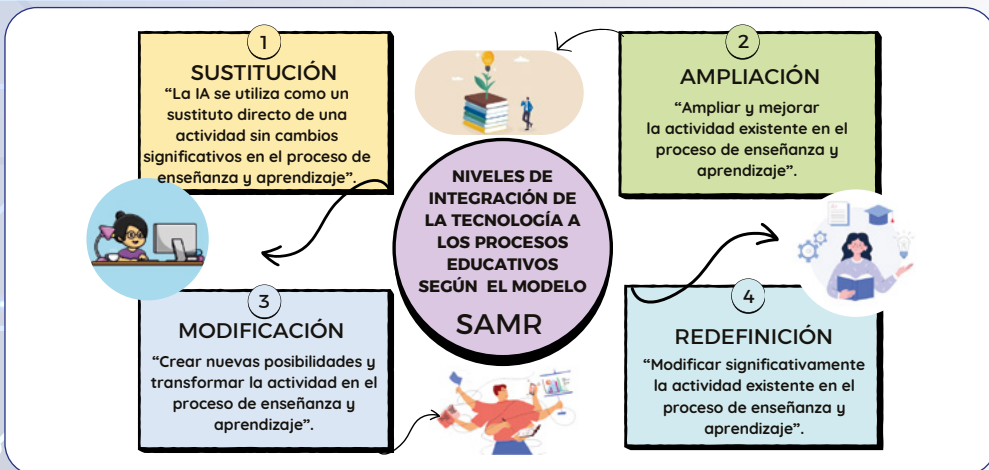 1
SUSTITUCIÓN
“La IA se utiliza como un
sustituto directo de una
actividad sin cambios
significativos en el proceso de
enseñanza y aprendizaje”.
2
AMPLIACIÓN
“Ampliar y mejorar
la actividad existente en el
proceso de enseñanza y
aprendizaje”.
NIVELES DE
INTEGRACIÓN DE
LA TECNOLOGÍA A
LOS PROCESOS
EDUCATIVOS
SEGÚN EL MODELO
SAMR
3
MODIFICACIÓN
“Crear nuevas posibilidades y
transformar la actividad en el
proceso de enseñanza y
aprendizaje”.
4
REDEFINICIÓN
“Modificar significativamente
la actividad existente en el
proceso de enseñanza y
aprendizaje”.